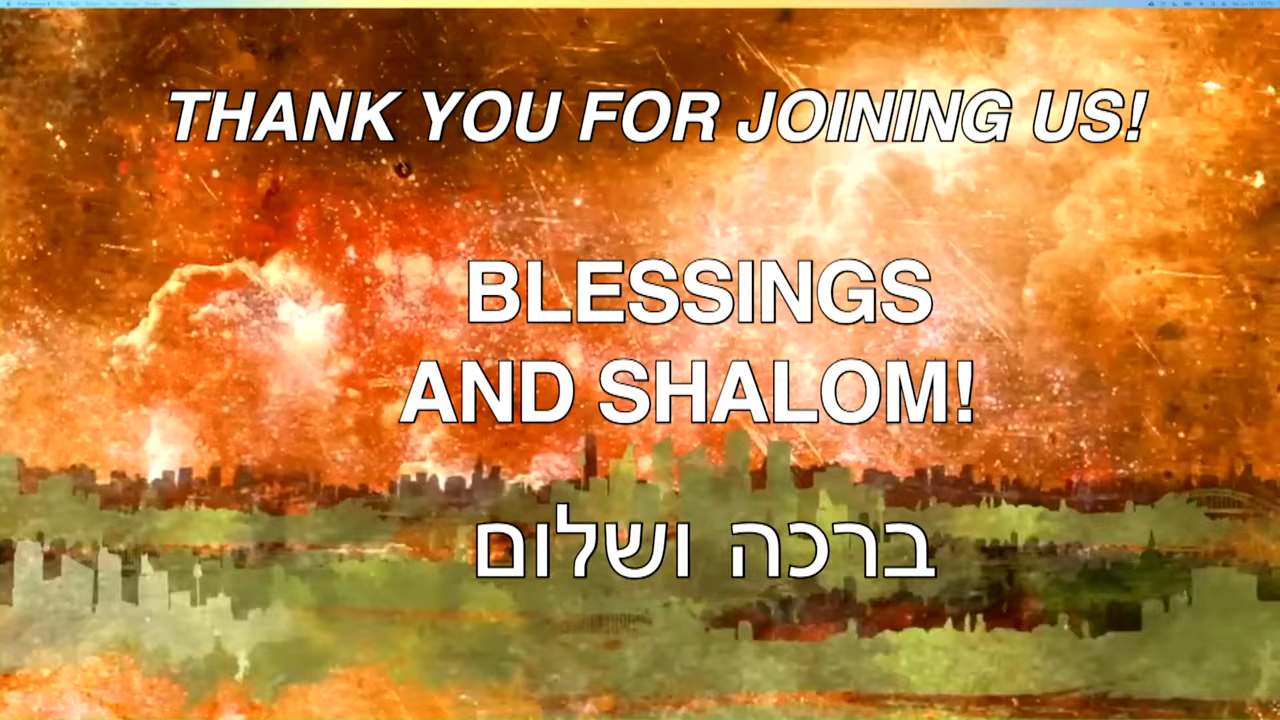 THANK YOU FOR JOINING US!
BLESSINGS
AND SHALOM!
ברכה ושלום